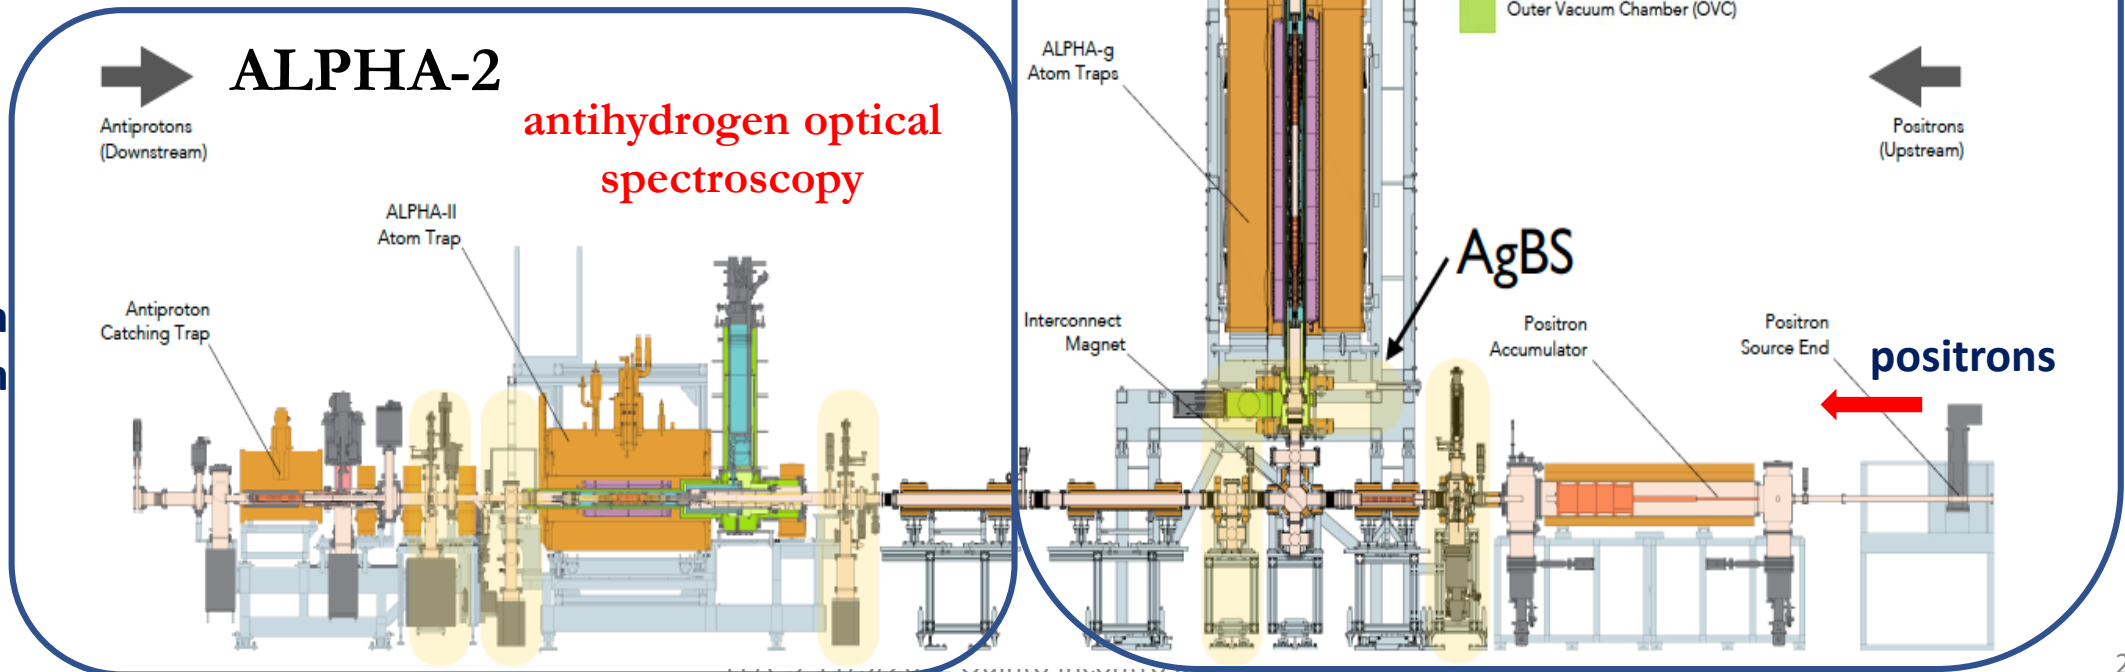 Outer Vacuum Chamber (OVC)
ALPHA-2
Antiprotons
(Downstream)
antihydrogen optical
spectroscopy
ALPHA-II
Atom Trap
Antiproton
Catching Trap
ALPHA-g
Atom Traps
Positrons
(Upstream)
AgBS
Interconnect
Magnet
Positron
Accumulator
Positron
Source End
positrons